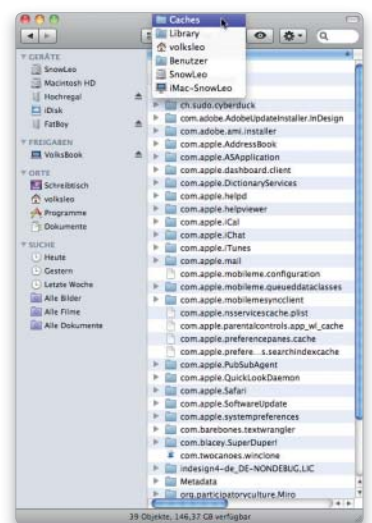 Caches
Library
volksleo
Benutzer
SnowLeo
iMac-SnowLeo
GERÄTE
SnowLeo
Macintosh HD
Hochregal
iDisk
FatBoy
FREIGABEN
VolksBook
ORTE
Schreibtisch
volksleo
Programme
Dokumente
SUCHE
Heute
Gestern
Letzte Woche
Alle Bilder
Alle Filme
Alle Dokumente
ch.sudo.cyberduck
com.adobe.AdobeUpdateInstaller.InDesign
com.adobe.ami.installer
com.apple.AddressBook
com.apple.ASApplication
com.apple.dashboard.client
com.apple.DictionaryServices
com.apple.helpd
com.apple.helpviewer
com.apple.iCal
com.apple.iChat
com.apple.iTunes
com.apple.mail
com.apple.mobileme.configuration
com.apple.mobileme.queueddataclasses
com.apple.mobilemesyncclient
com.apple.nsservicescache.plist
com.apple.parentalcontrols.app_wl_cache
com.apple.preferencepanes.cache
com.apple.prefere...s.searchindexcache
com.apple.PubSubAgent
com.apple.QuickLookDaemon
com.apple.Safari
com.apple.SoftwareUpdate
com.apple.systempreferences
com.barebones.textwrangler
com.blacey.SuperDuper!
com.twocanoes.winclone
indesign4-de_DE-NONDEBUG.LIC
Metadata
org.participatoryculture.Miro
39 Objekte, 146,37 GB verfügbar